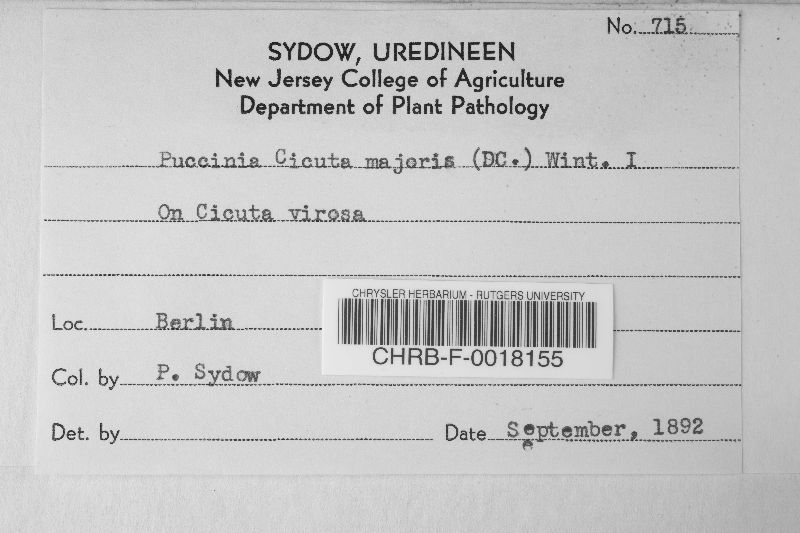 No. 715
SYDOW, UREDINEEN
New Jersey College of Agriculture
Department of Plant Pathology
Puccinia Cicuta majoris (DC.) Wint. I
On Cicuta virosa
Loc. Berlin
CHRYSLER HERBARIUM - RUTGERS UNIVERSITY
CHRB-F-0018155
Col. by P. Sydow
Det. by
Date September, 1892